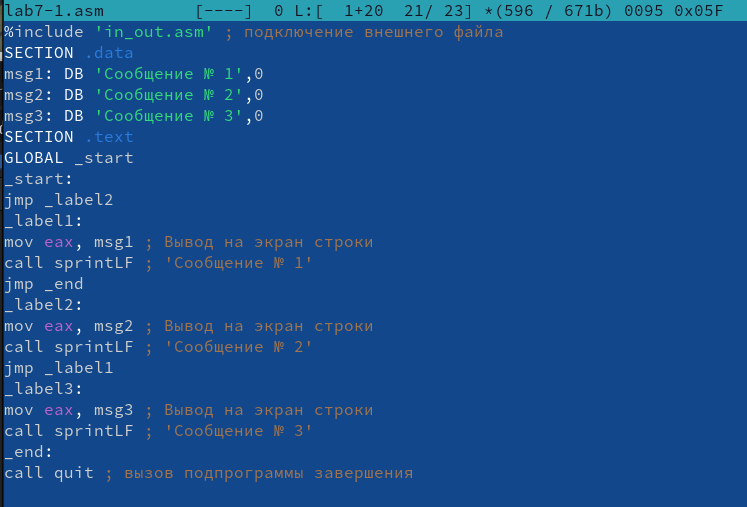 lab7-1.asm [----] 0 L:[ 1+20 21/ 23] *(596 / 671b) 0095 0x05F
%include 'in_out.asm' ; подключение внешнего файла
SECTION .data
msg1: DB 'Сообщение № 1',0
msg2: DB 'Сообщение № 2',0
msg3: DB 'Сообщение № 3',0
SECTION .text
GLOBAL _start
_start:
jmp _label2
_label1:
mov eax, msg1 ; Вывод на экран строки
call sprintLF ; 'Сообщение № 1'
jmp _end
_label2:
mov eax, msg2 ; Вывод на экран строки
call sprintLF ; 'Сообщение № 2'
jmp _label1
_label3:
mov eax, msg3 ; Вывод на экран строки
call sprintLF ; 'Сообщение № 3'
_end:
call quit ; вызов подпрограммы завершения